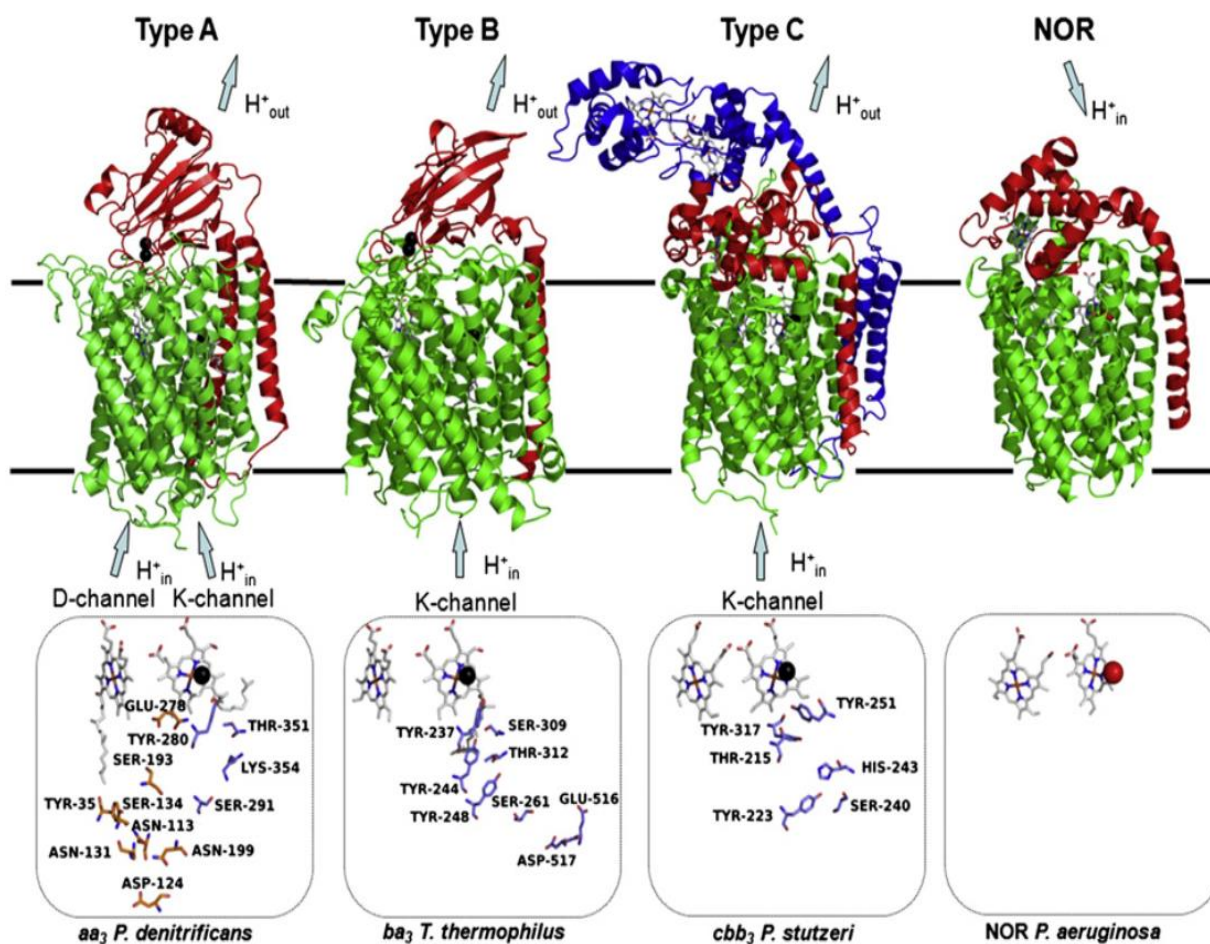 Type A
Type B
Type C
NOR
H+out
H+out
H+out
H+in
H+in
H+in
H+in
H+in
D-channel K-channel
K-channel
K-channel
GLU-278
TYR-280
THR-351
SER-193
LYS-354
TYR-35
SER-134
SER-291
ASN-113
ASN-131
ASN-199
ASP-124
TYR-237
SER-309
THR-312
TYR-244
TYR-248
SER-261
GLU-516
ASP-517
TYR-251
TYR-317
THR-215
HIS-243
TYR-223
SER-240
aa3 P. denitrificans
ba3 T. thermophilus
cbb3 P. stutzeri
NOR P. aeruginosa